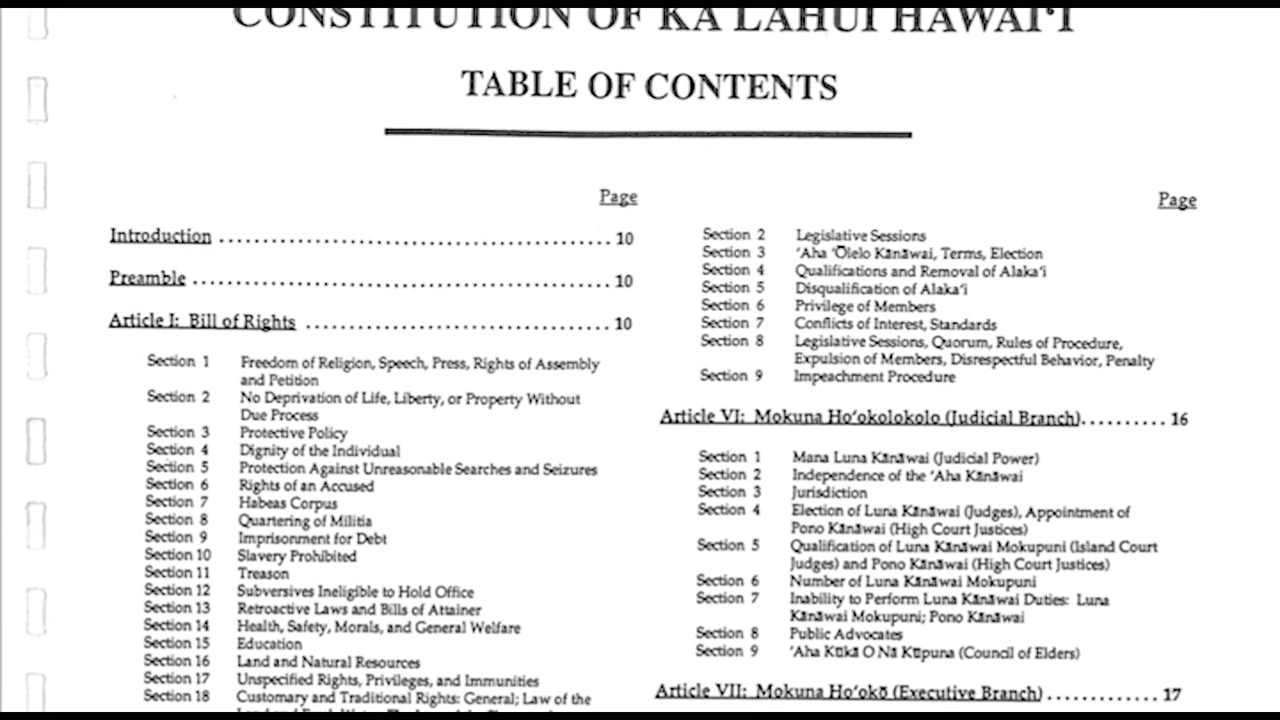 CONSTITUTION OF KA LAHUI HAWAI‘I
TABLE OF CONTENTS
Page
Introduction .......................................... 10
Preamble ............................................. 10
Article I: Bill of Rights ................................ 10
Section 1 Freedom of Religion, Speech, Press, Rights of Assembly
and Petition
Section 2 No Deprivation of Life, Liberty, or Property Without
Due Process
Section 3 Protective Policy
Section 4 Dignity of the Individual
Section 5 Protection Against Unreasonable Searches and Seizures
Section 6 Rights of an Accused
Section 7 Habeas Corpus
Section 8 Quartering of Militia
Section 9 Imprisonment for Debt
Section 10 Slavery Prohibited
Section 11 Treason
Section 12 Subversives Ineligible to Hold Office
Section 13 Retroactive Laws and Bills of Attainer
Section 14 Health, Safety, Morals, and General Welfare
Section 15 Education
Section 16 Land and Natural Resources
Section 17 Unspecified Rights, Privileges, and Immunities
Section 18 Customary and Traditional Rights: General; Law of the
Page
Section 2 Legislative Sessions
Section 3 ‘Aha ‘Ōlelo Kānāwai, Terms, Election
Section 4 Qualifications and Removal of Alaka‘i
Section 5 Disqualification of Alaka‘i
Section 6 Privilege of Members
Section 7 Conflicts of Interest, Standards
Section 8 Legislative Sessions, Quorum, Rules of Procedure,
Expulsion of Members, Disrespectful Behavior, Penalty
Section 9 Impeachment Procedure
Article VI: Mokuna Ho‘okolokolo (Judicial Branch).......... 16
Section 1 Mana Luna Kānāwai (Judicial Power)
Section 2 Independence of the ‘Aha Kānāwai
Section 3 Jurisdiction
Section 4 Election of Luna Kānāwai (Judges), Appointment of
Pono Kānāwai (High Court Justices)
Section 5 Qualification of Luna Kānāwai Mokupuni (Island Court
Judges) and Pono Kānāwai (High Court Justices)
Section 6 Number of Luna Kānāwai Mokupuni
Section 7 Inability to Perform Luna Kānāwai Duties: Luna
Kānāwai Mokupuni; Pono Kānāwai
Section 8 Public Advocates
Section 9 ‘Aha Kūkā O Nā Kūpuna (Council of Elders)
Article VII: Mokuna Ho‘okō (Executive Branch) ............. 17